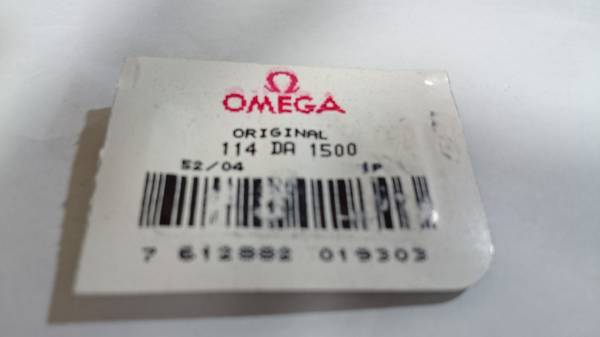 OMEGA
ORIGINAL
114 DA 1500
52/04 1P
7 612882 019303